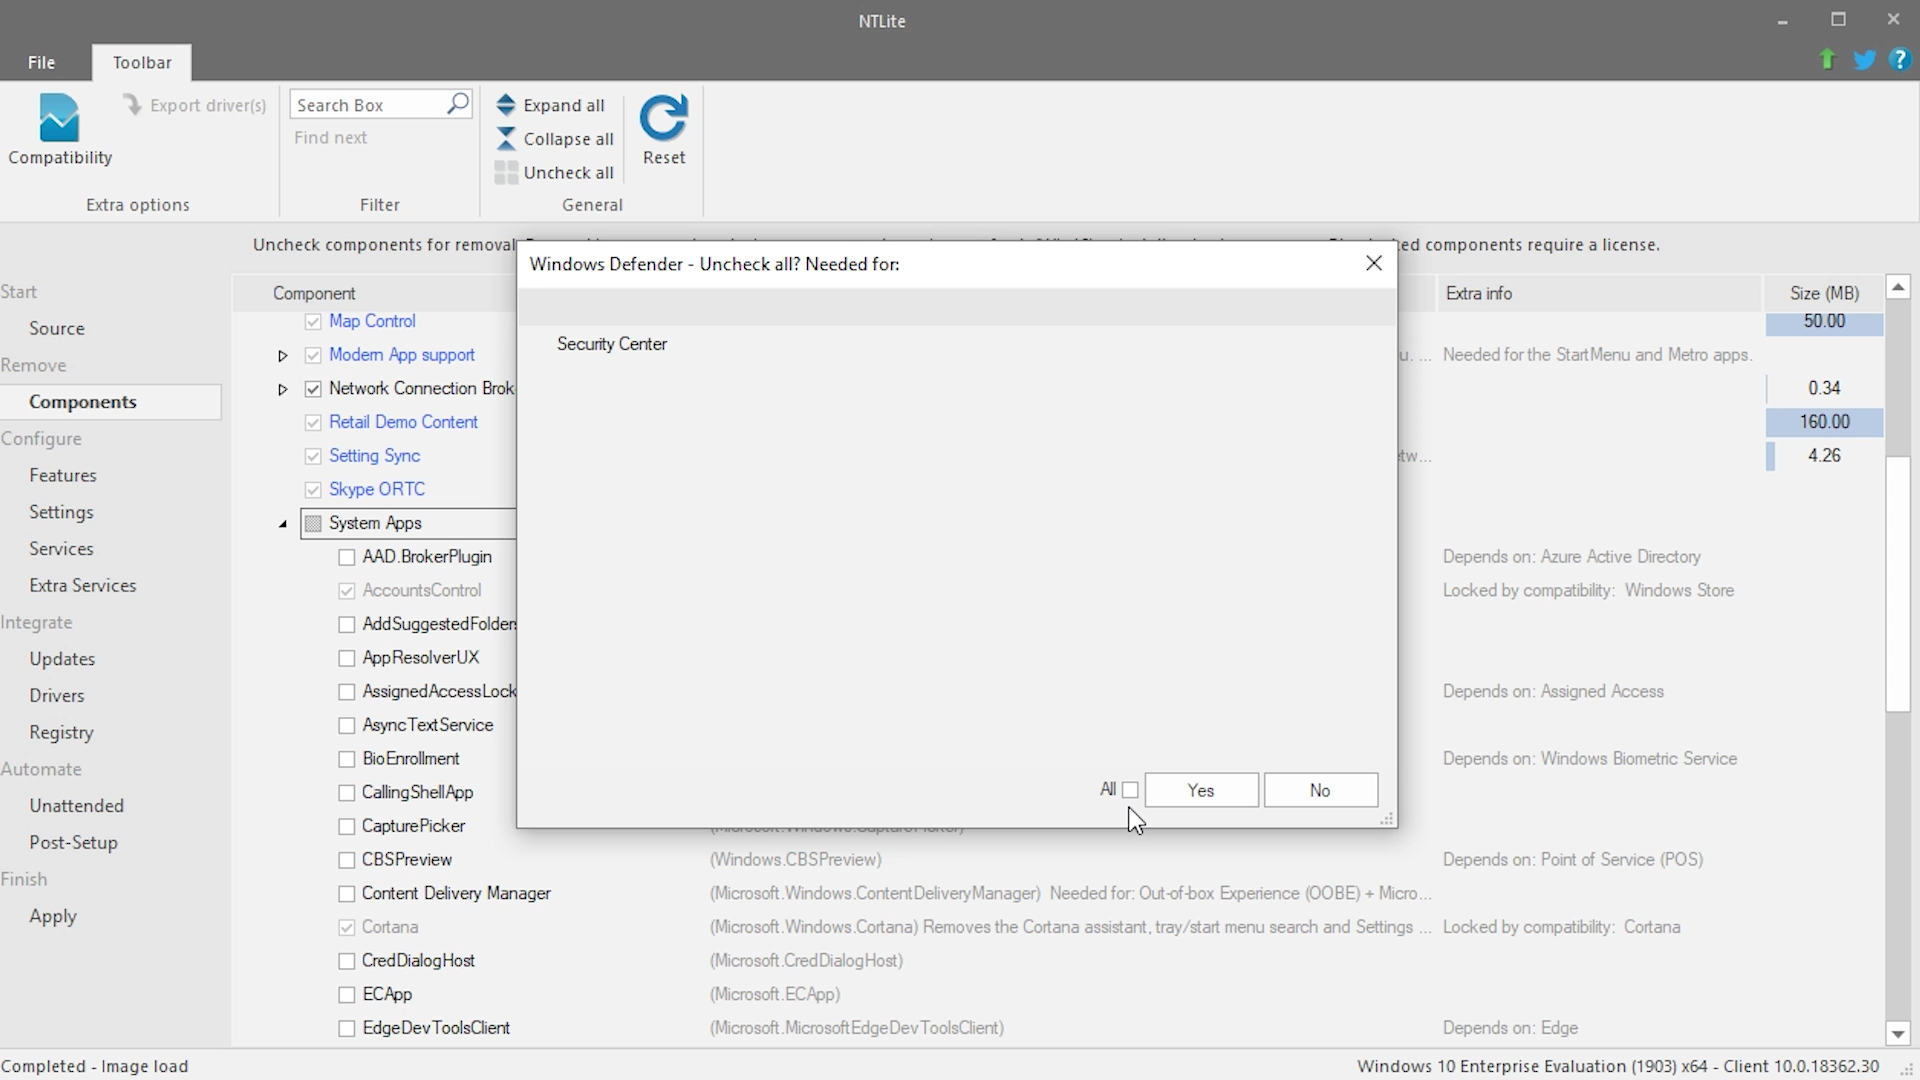 NTLite
File
Toolbar
Compatibility
Export driver(s)
Extra options
Search Box
Find next
Filter
Expand all
Collapse all
Uncheck all
General
Reset
Uncheck components for removal
components require a license.
Windows Defender - Uncheck all? Needed for:
Security Center
All
Yes
No
Start
Source
Remove
Components
Configure
Features
Settings
Services
Extra Services
Integrate
Updates
Drivers
Registry
Automate
Unattended
Post-Setup
Finish
Apply
Component Extra info Size (MB)
Map Control 50.00
Modern App support Needed for the StartMenu and Metro apps.
Network Connection Brok 0.34
Retail Demo Content 160.00
Setting Sync 4.26
Skype ORTC
System Apps
AAD.BrokerPlugin Depends on: Azure Active Directory
AccountsControl Locked by compatibility: Windows Store
AddSuggestedFolder
AppResolverUX
AssignedAccessLock Depends on: Assigned Access
AsyncTextService
BioEnrollment Depends on: Windows Biometric Service
CallingShellApp
CapturePicker
CBSPreview (Windows.CBSPreview) Depends on: Point of Service (POS)
Content Delivery Manager (Microsoft.Windows.ContentDeliveryManager) Needed for: Out-of-box Experience (OOBE) + Micro...
Cortana (Microsoft.Windows.Cortana) Removes the Cortana assistant, tray/start menu search and Settings ... Locked by compatibility: Cortana
CredDialogHost (Microsoft.CredDialogHost)
ECApp (Microsoft.ECApp)
EdgeDevToolsClient (Microsoft.MicrosoftEdgeDevToolsClient) Depends on: Edge
Completed - Image load
Windows 10 Enterprise Evaluation (1903) x64 - Client 10.0.18362.30